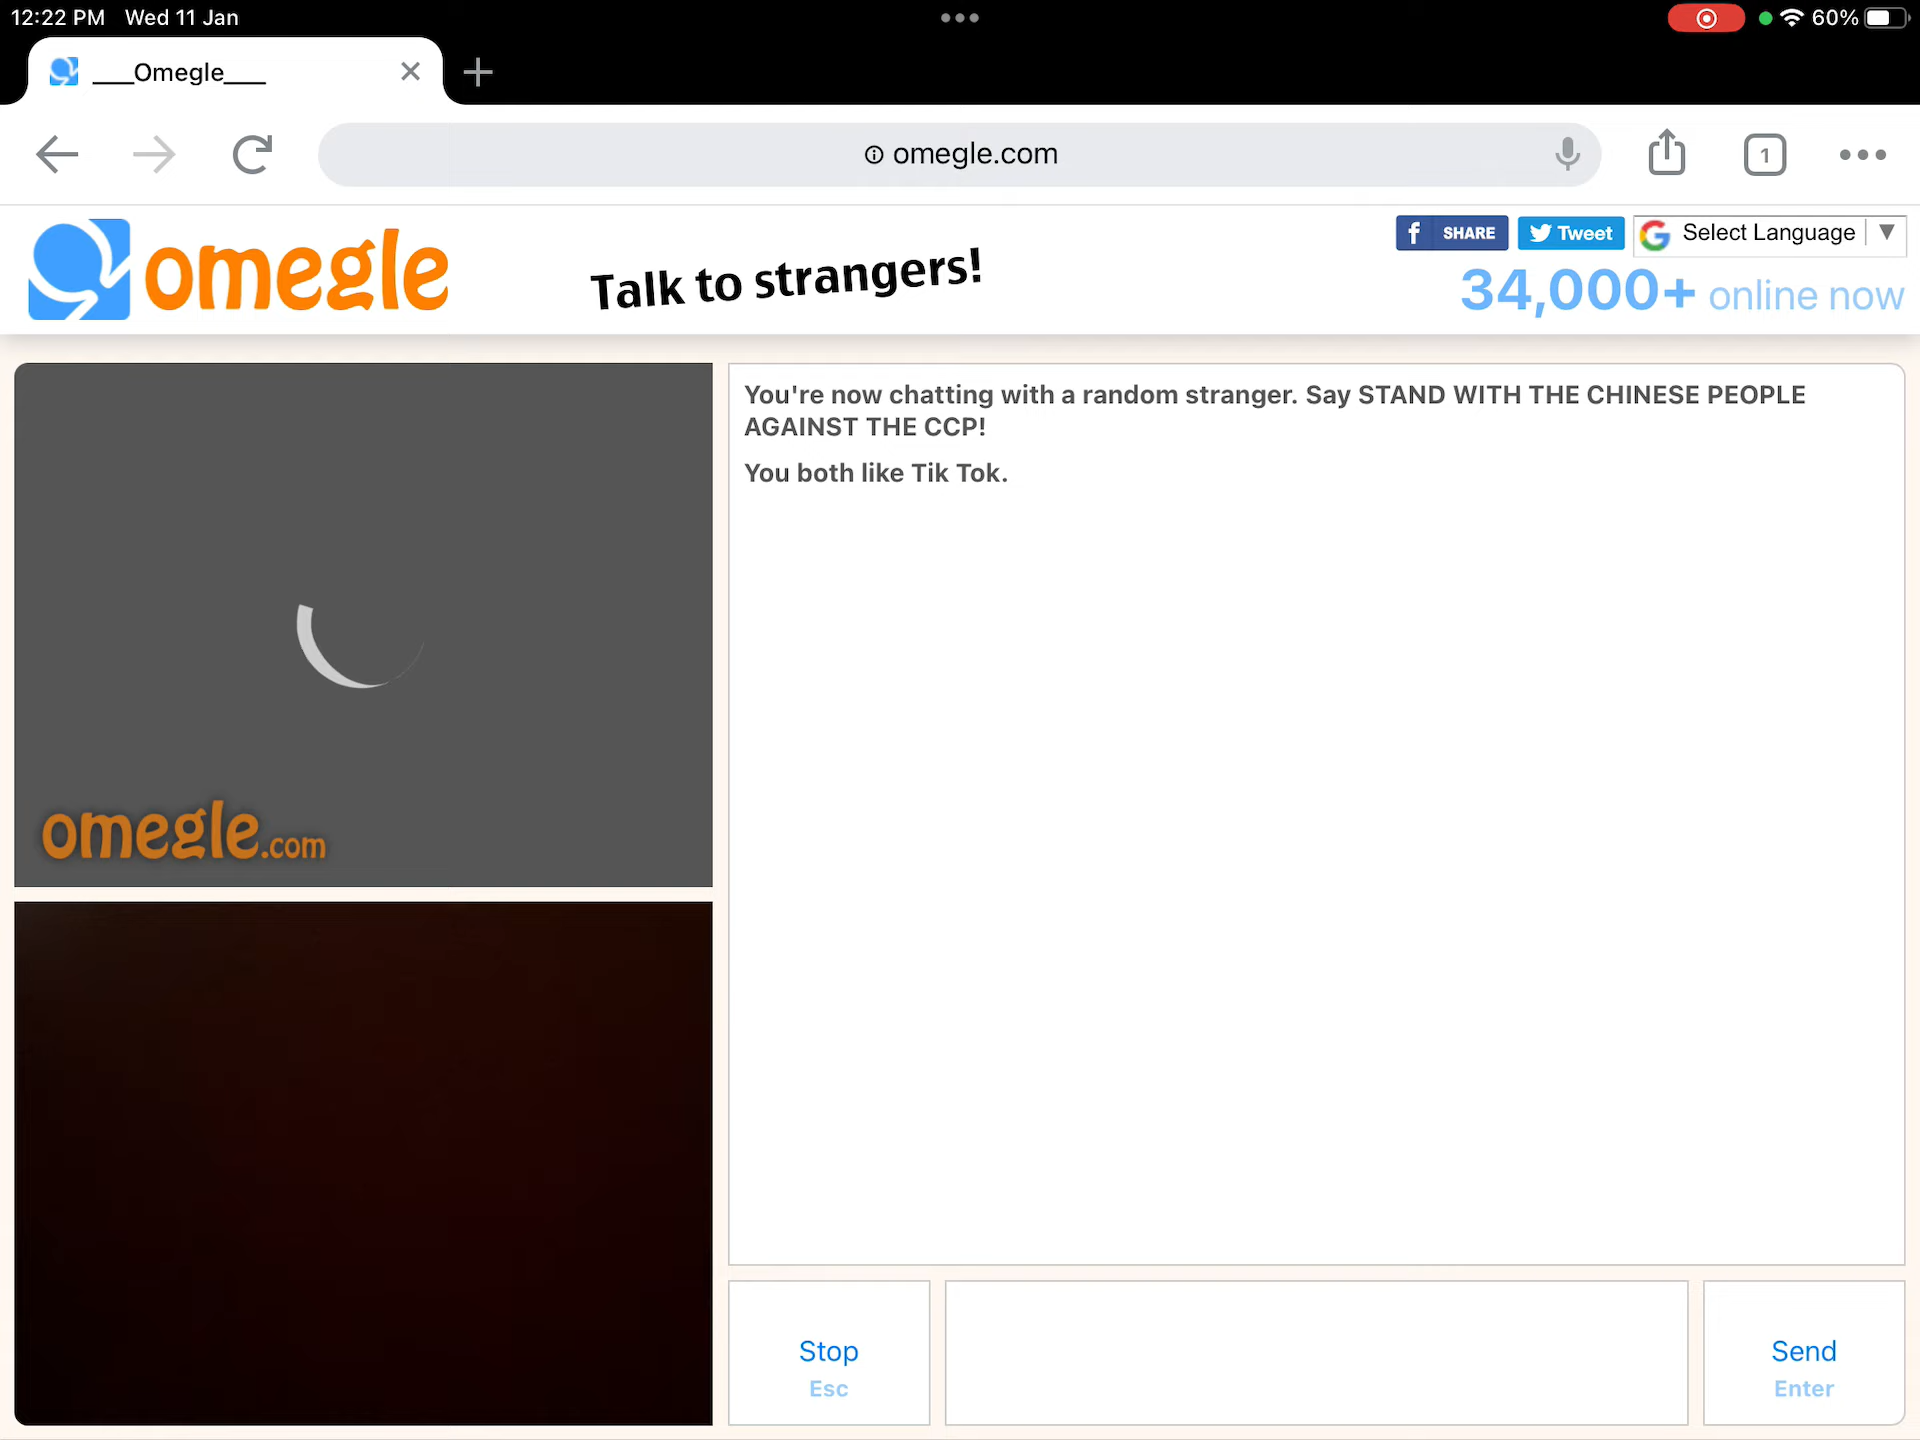 12:22 PM Wed 11 Jan
60%
___Omegle___
omegle.com
1
omegle
Talk to strangers!
f SHARE
Tweet
G Select Language ▼
34,000+ online now
You're now chatting with a random stranger. Say STAND WITH THE CHINESE PEOPLE
AGAINST THE CCP!
You both like Tik Tok.
omegle.com
Stop
Esc
Send
Enter